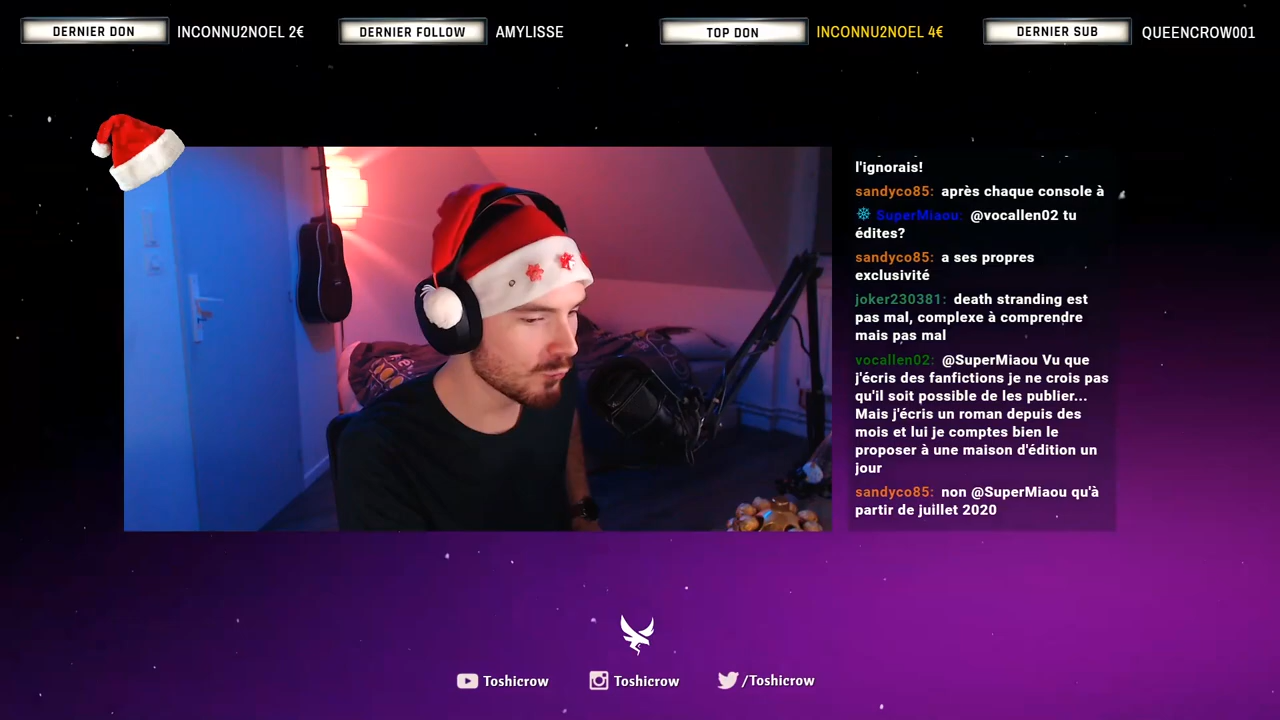 DERNIER DON INCONNU2NOEL 2€ DERNIER FOLLOW AMYLISSE TOP DON INCONNU2NOEL 4€ DERNIER SUB QUEENCROW001
l'ignorais!
sandyco85: après chaque console à
SuperMiaou: @vocallen02 tu
édites?
sandyco85: a ses propres
exclusivité
joker230381: death stranding est
pas mal, complexe à comprendre
mais pas mal
vocallen02: @SuperMiaou Vu que
j'écris des fanfictions je ne crois pas
qu'il soit possible de les publier...
Mais j'écris un roman depuis des
mois et lui je comptes bien le
proposer à une maison d'édition un
jour
sandyco85: non @SuperMiaou qu'à
partir de juillet 2020
Toshicrow Toshicrow /Toshicrow